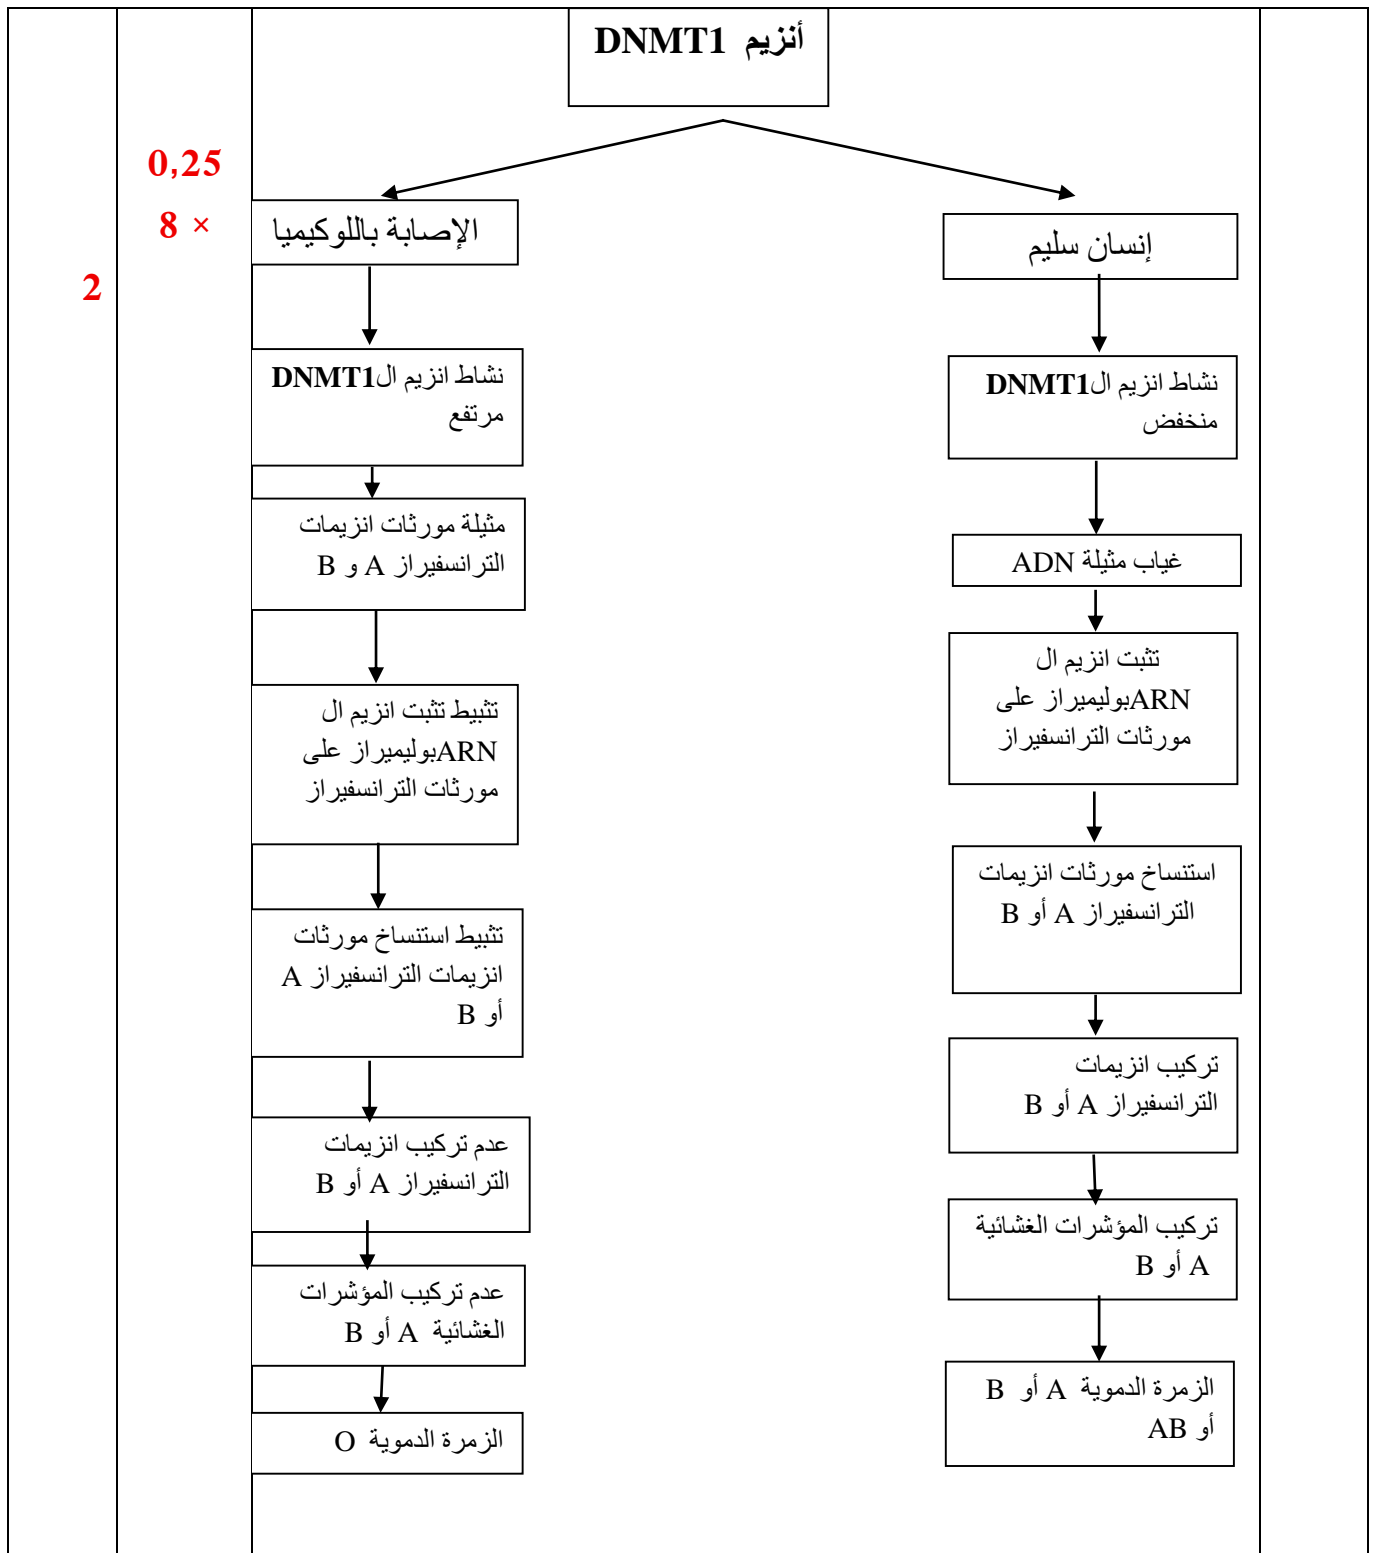 أنزيم DNMT1
0,25
8 ×
2
إنسان سليم
نشاط انزيم الDNMT1
منخفض
غياب مثيلة ADN
تثبت انزيم ال
ARNبوليميراز على
مورثات الترانسفيراز
استنساخ مورثات انزيمات
الترانسفيراز A أو B
تركيب انزيمات
الترانسفيراز A أو B
تركيب المؤشرات الغشائية
A أو B
الزمرة الدموية A أو B
أو AB
الإصابة باللوكيميا
نشاط انزيم الDNMT1
مرتفع
مثيلة مورثات انزيمات
الترانسفيراز A و B
تثبيط تثبت انزيم ال
ARNبوليميراز على
مورثات الترانسفيراز
تثبيط استنساخ مورثات
انزيمات الترانسفيراز A
أو B
عدم تركيب انزيمات
الترانسفيراز A أو B
عدم تركيب المؤشرات
الغشائية A أو B
الزمرة الدموية O